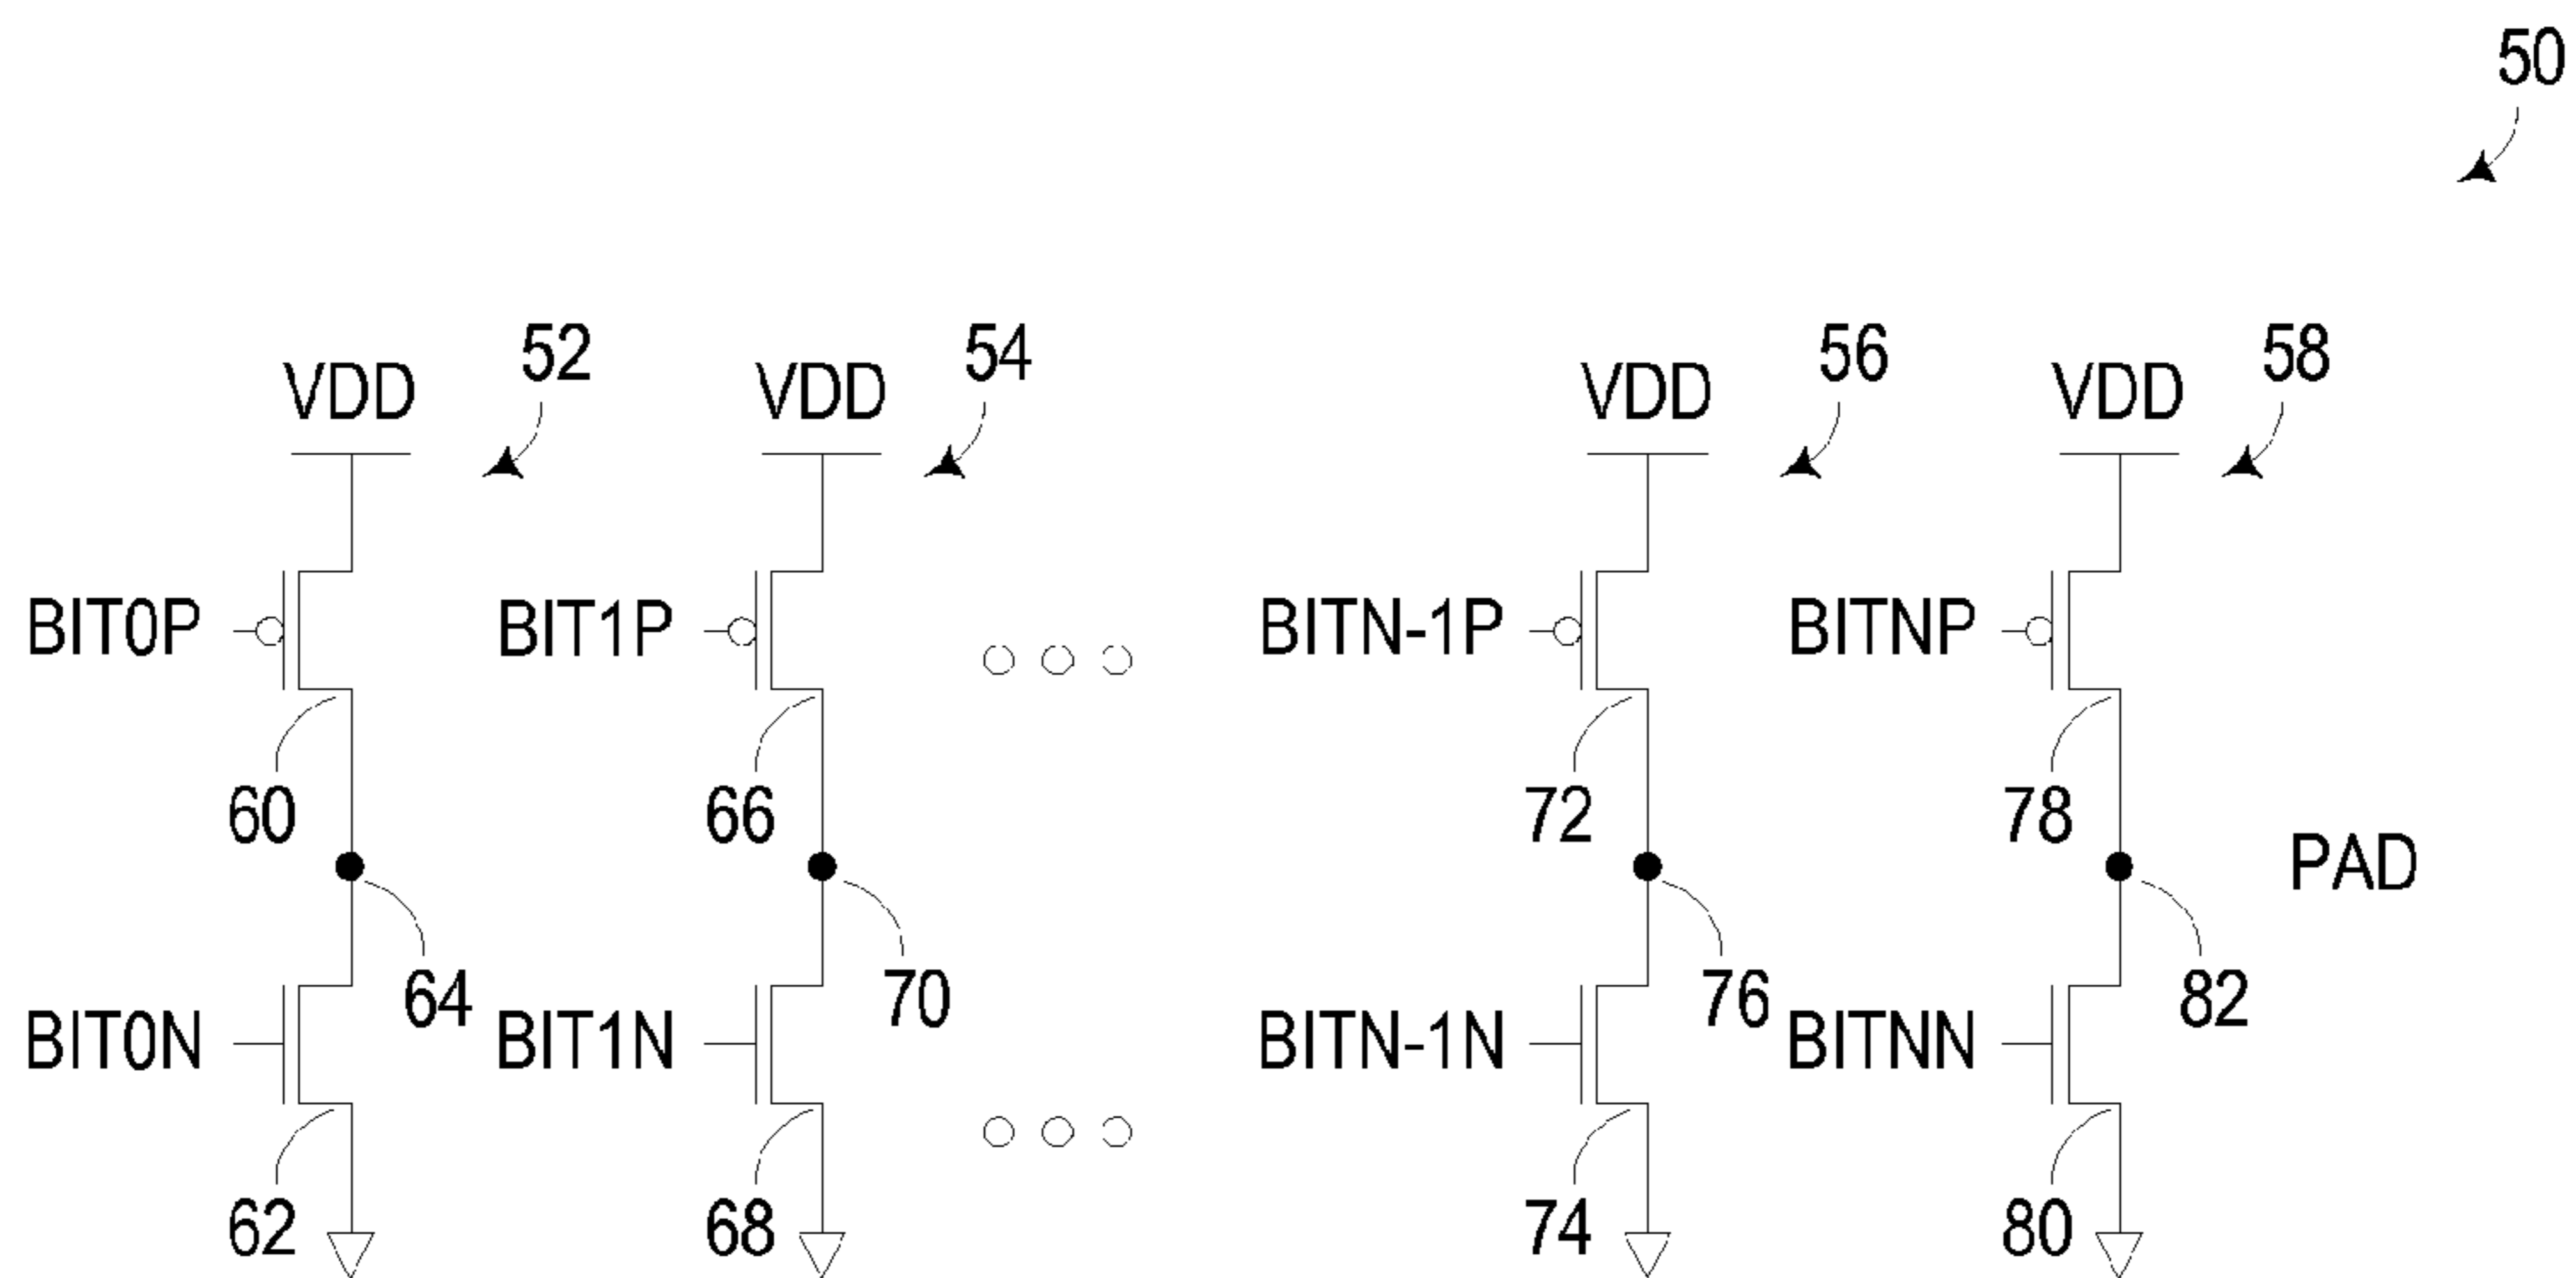 50
52 54 56 58
VDD VDD VDD VDD
BIT0P BIT1P BITN-1P BITNP
60 66 72 78
PAD
64 70 76 82
BIT0N BIT1N BITN-1N BITNN
62 68 74 80